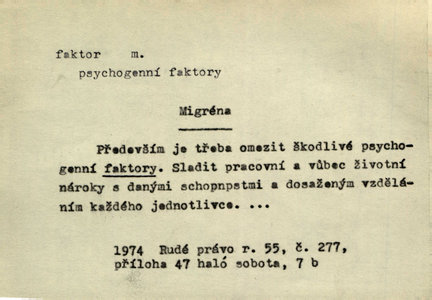 faktor m.
psychogenní faktory
Migréna
Především je třeba omezit škodlivé psycho-
genní faktory. Sladit pracovní a vůbec životní
nároky s danými schopnpstmi a dosaženým vzdělá-
ním každého jednotlivce. ...
1974 Rudé právo r. 55, č. 277,
příloha 47 haló sobota, 7 b